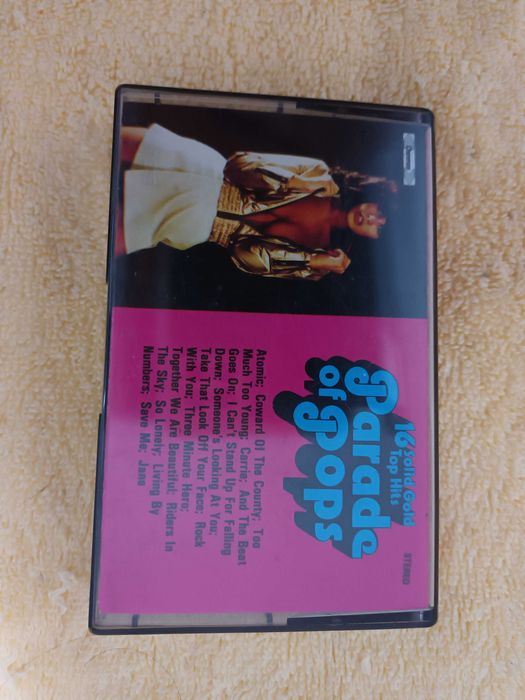 16 Solid Gold
Top Hits
STEREO
Parade
of Pops
Atomic; Coward Of The County; Too
Much Too Young; Carrie; And The Beat
Goes On; I Can't Stand Up For Falling
Down; Someone's Looking At You;
Take That Look Off Your Face; Rock
With You; Three Minute Hero;
Together We Are Beautiful; Riders In
The Sky; So Lonely; Living By
Numbers; Save Me; Jane